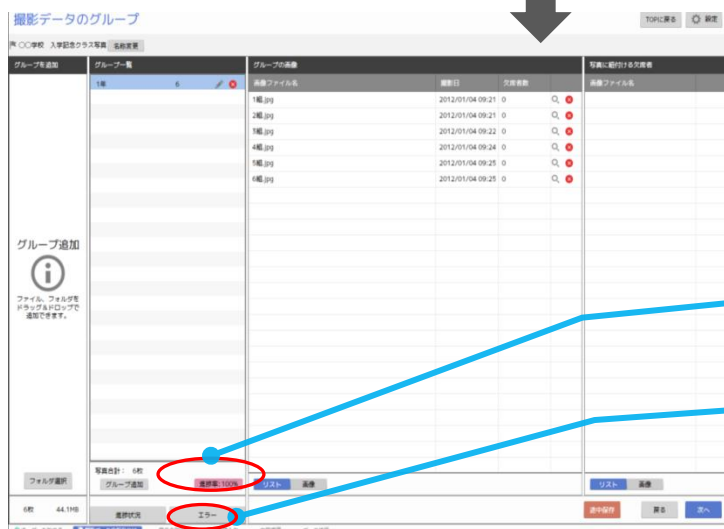 撮影データのグループ
TOPに戻る 設定
〇〇学校 入学記念クラス写真 名称変更
グループを追加 グループ一覧 グループの画像 写真に紐付ける欠席者
1年 6
画像ファイル名 撮影日 欠席者数 画像ファイル名
1組.jpg 2012/01/04 09:21 0
2組.jpg 2012/01/04 09:21 0
3組.jpg 2012/01/04 09:22 0
4組.jpg 2012/01/04 09:24 0
5組.jpg 2012/01/04 09:25 0
6組.jpg 2012/01/04 09:25 0
グループ追加
ファイル、フォルダを
ドラッグ&ドロップで
追加できます。
フォルダ選択
写真合計: 6枚
グループ追加 進捗率:100%
リスト 画像
リスト 画像
6枚 44.1MB
進捗状況 エラー
途中保存 戻る 次へ